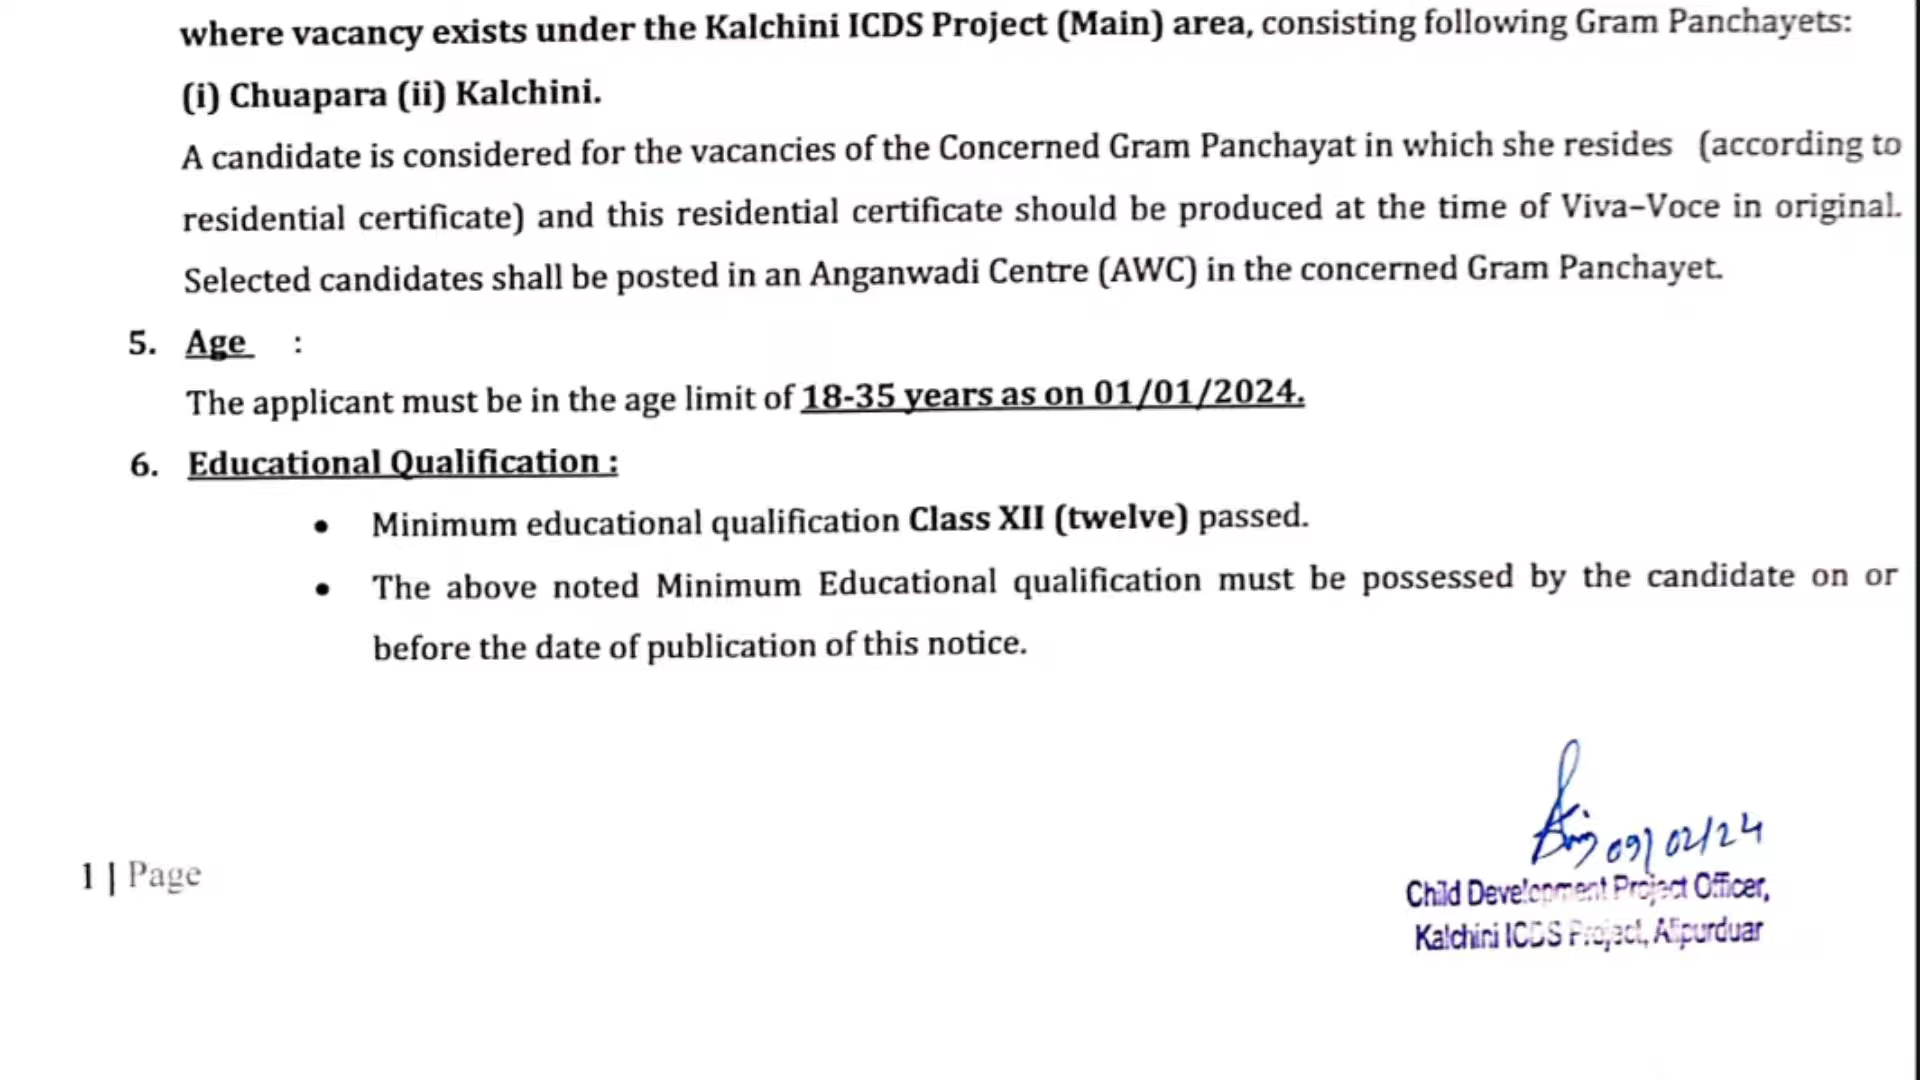 where vacancy exists under the Kalchini ICDS Project (Main) area, consisting following Gram Panchayets:
(i) Chuapara (ii) Kalchini.
A candidate is considered for the vacancies of the Concerned Gram Panchayat in which she resides (according to
residential certificate) and this residential certificate should be produced at the time of Viva–Voce in original.
Selected candidates shall be posted in an Anganwadi Centre (AWC) in the concerned Gram Panchayet.
5. Age :
The applicant must be in the age limit of 18-35 years as on 01/01/2024.
6. Educational Qualification :
• Minimum educational qualification Class XII (twelve) passed.
• The above noted Minimum Educational qualification must be possessed by the candidate on or
before the date of publication of this notice.
09/02/24
Child Development Project Officer,
Kalchini ICDS Project, Alipurduar
1 | Page